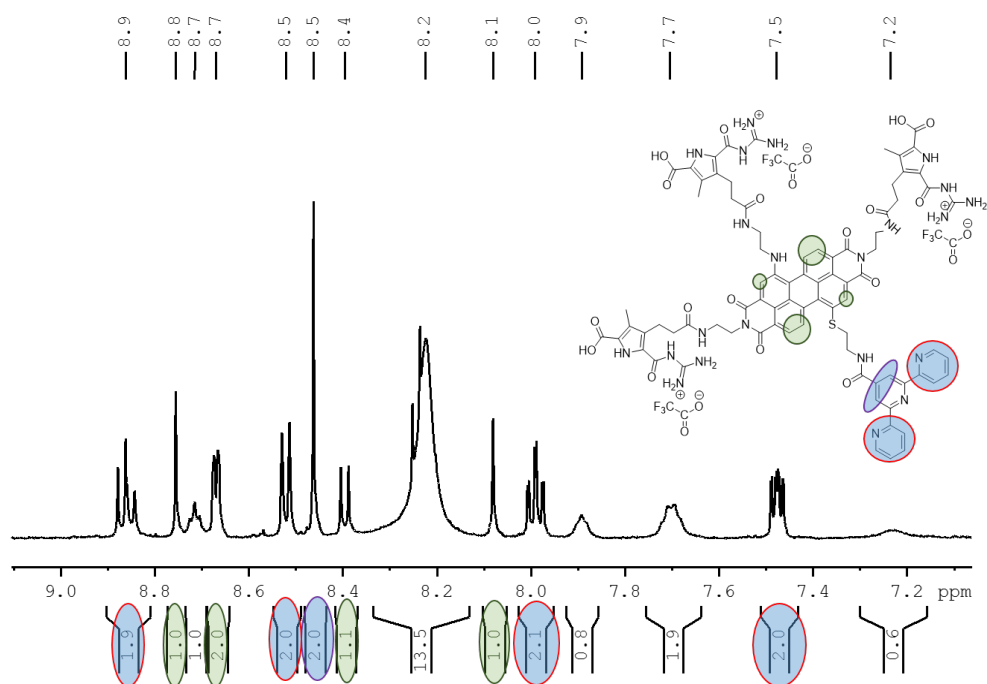 8.9 8.8 8.7 8.7 8.5 8.5 8.4 8.2 8.1 8.0 7.9 7.7 7.5 7.2
H₂N⊕
O
HN NH NH₂
HO
O
F₃C O⊖
O
O
HN
NH
HO O
HN
O
NH NH₂
H₂N⊕
O
NH
F₃C O⊖
O
O N O
O N O
S
O
HN
HO
O
HN
O
NH NH₂
NH₂⊕
F₃C O⊖
O
NH
O
N
N
N
9.0 8.8 8.6 8.4 8.2 8.0 7.8 7.6 7.4 7.2 ppm
1.9 1.0 1.0 2.0 2.0 2.0 1.1 13.5 1.0 2.1 0.8 1.9 2.0 0.6